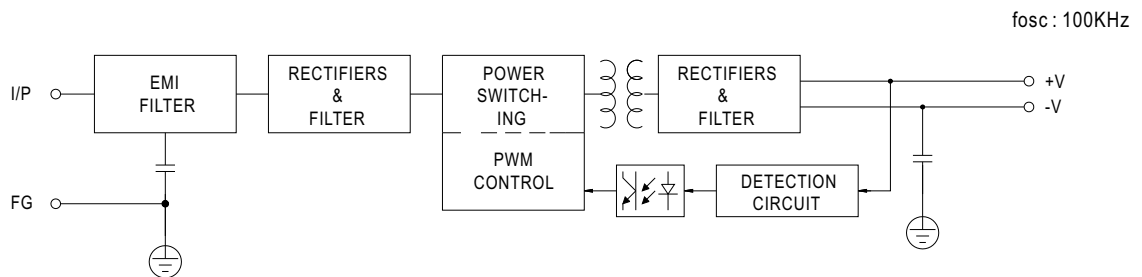 fosc : 100KHz
I/P
EMI
FILTER
RECTIFIERS
&
FILTER
POWER
SWITCH-
ING
PWM
CONTROL
RECTIFIERS
&
FILTER
+V
-V
DETECTION
CIRCUIT
FG